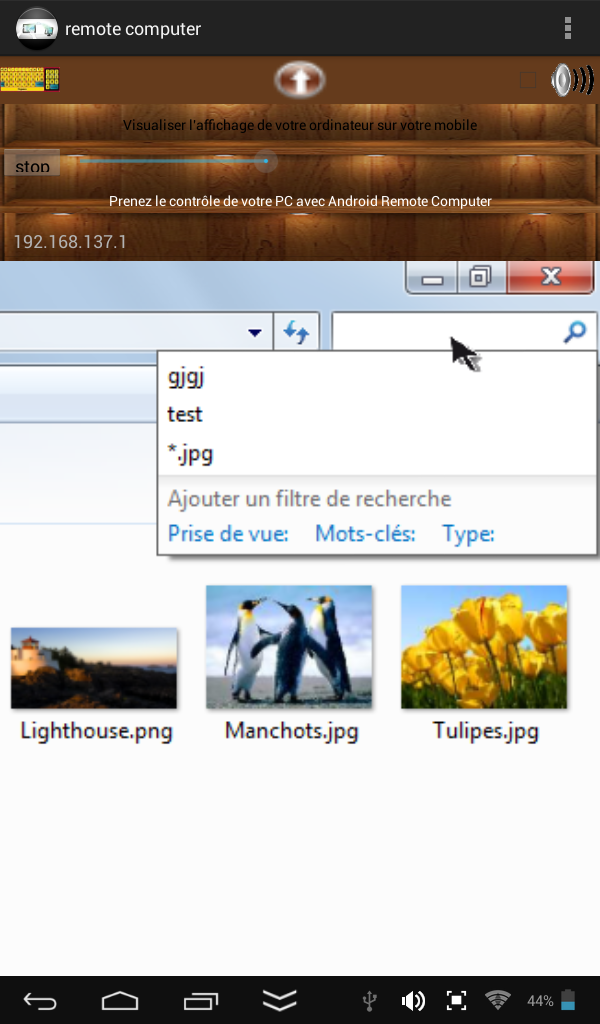 remote computer
Visualiser l'affichage de votre ordinateur sur votre mobile
stop
Prenez le contrôle de votre PC avec Android Remote Computer
192.168.137.1
gjgj
test
*.jpg
Ajouter un filtre de recherche
Prise de vue: Mots-clés: Type:
Lighthouse.png Manchots.jpg Tulipes.jpg
44%